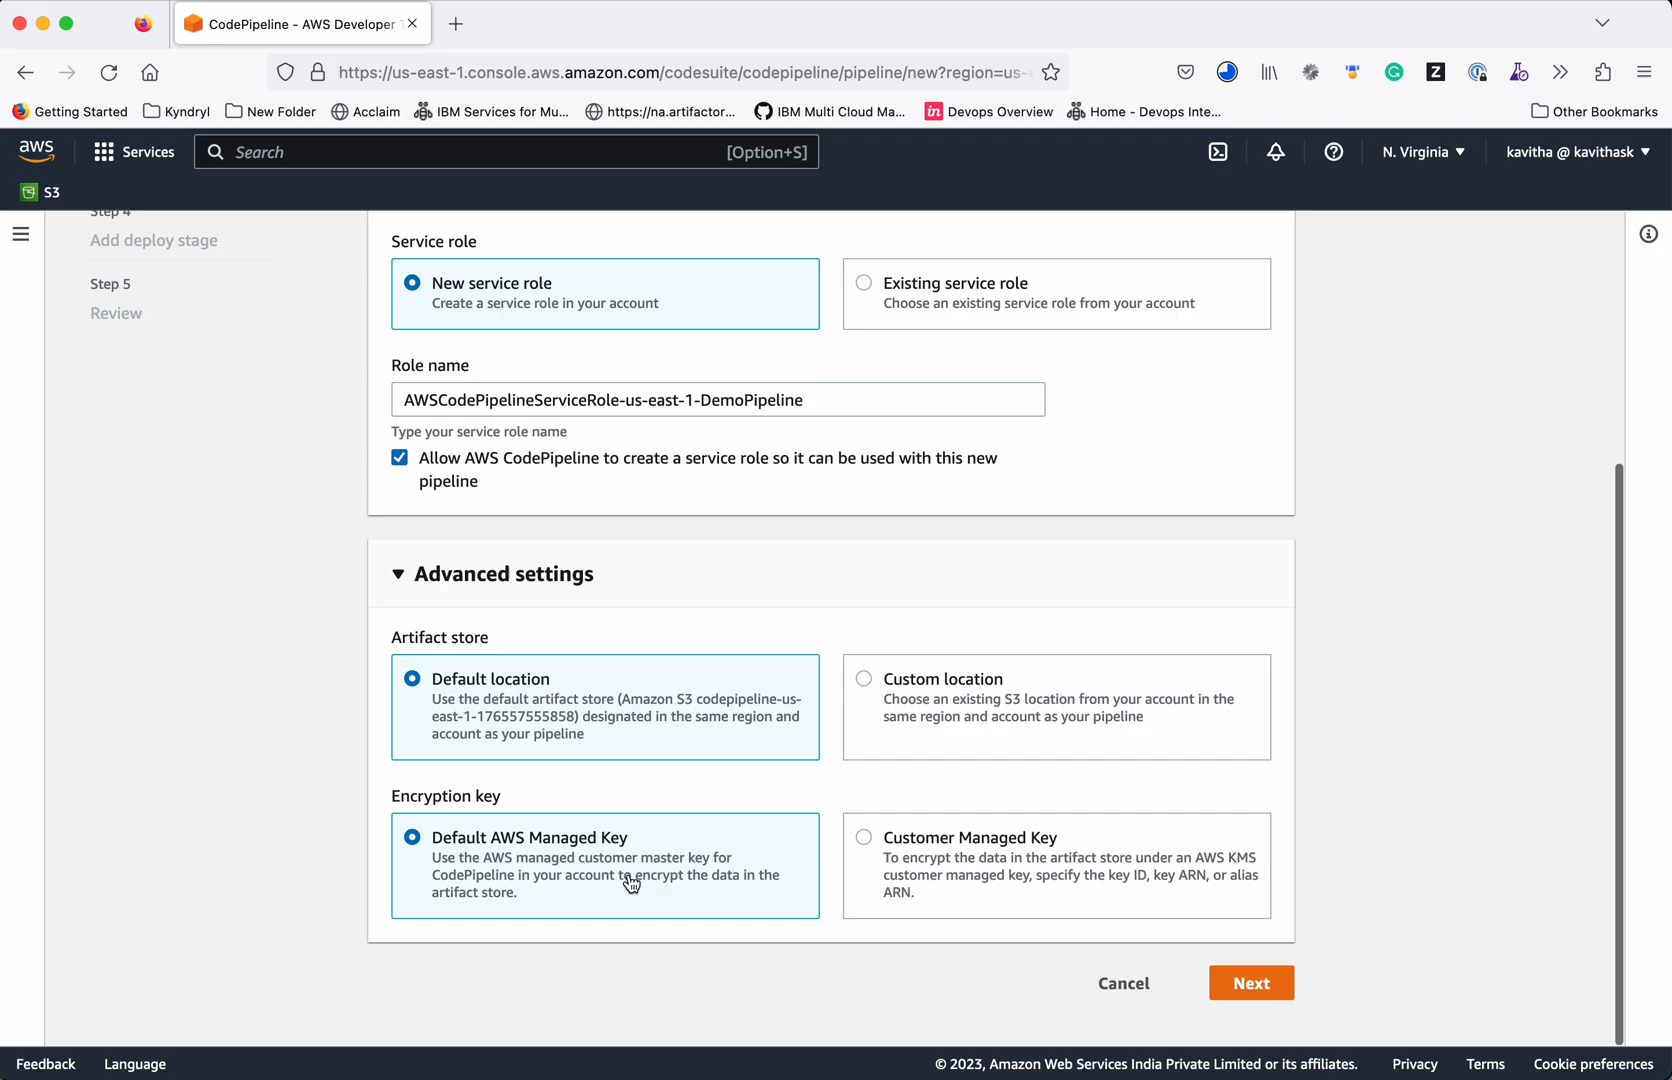 CodePipeline - AWS Developer T
https://us-east-1.console.aws.amazon.com/codesuite/codepipeline/pipeline/new?region=us-
Getting Started Kyndryl New Folder Acclaim IBM Services for Mu... https://na.artifactor... IBM Multi Cloud Ma... Devops Overview Home - Devops Inte... Other Bookmarks
aws Services Search [Option+S] N. Virginia kavitha @ kavithask
S3
Step 4
Add deploy stage
Step 5
Review
Service role
New service role
Create a service role in your account
Existing service role
Choose an existing service role from your account
Role name
AWSCodePipelineServiceRole-us-east-1-DemoPipeline
Type your service role name
Allow AWS CodePipeline to create a service role so it can be used with this new
pipeline
Advanced settings
Artifact store
Default location
Use the default artifact store (Amazon S3 codepipeline-us-
east-1-176557555858) designated in the same region and
account as your pipeline
Custom location
Choose an existing S3 location from your account in the
same region and account as your pipeline
Encryption key
Default AWS Managed Key
Use the AWS managed customer master key for
CodePipeline in your account to encrypt the data in the
artifact store.
Customer Managed Key
To encrypt the data in the artifact store under an AWS KMS
customer managed key, specify the key ID, key ARN, or alias
ARN.
Cancel Next
Feedback Language © 2023, Amazon Web Services India Private Limited or its affiliates. Privacy Terms Cookie preferences